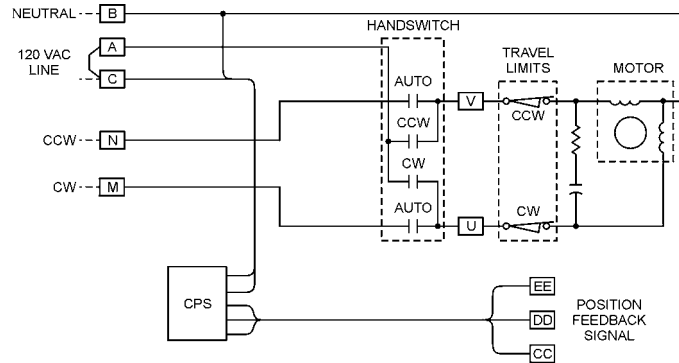 NEUTRAL
B
HANDSWITCH
A
120 VAC
LINE
C
TRAVEL
LIMITS
MOTOR
AUTO
V
CCW
CCW
CCW
N
CW
CW
M
AUTO
U
CW
CPS
EE
DD
CC
POSITION
FEEDBACK
SIGNAL